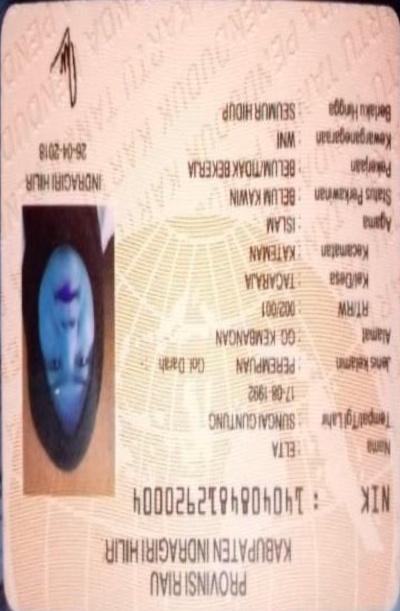 PROVINSI RIAU
KABUPATEN INDRAGIRI HILIR
NIK : 1404084812920004
Nama : ELTA
Tempat/Tgl Lahir : SUNGAI GUNTUNG
17-08-1992
Jenis kelamin : PEREMPUAN Gol. Darah : -
Alamat : GG. KEMBANGAN
RT/RW : 002/001
Kel/Desa : TAGARAJA
Kecamatan : KATEMAN
Agama : ISLAM
Status Perkawinan : BELUM KAWIN
Pekerjaan : BELUM/TIDAK BEKERJA
Kewarganegaraan : WNI
Berlaku Hingga : SEUMUR HIDUP
INDRAGIRI HILIR
26-04-2018